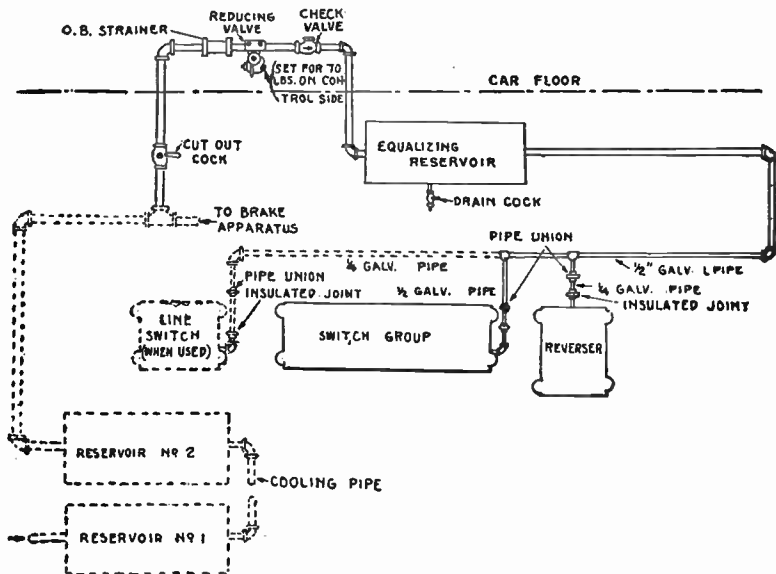 O.B. STRAINER
REDUCING
VALVE
CHECK
VALVE
SET FOR 70
LBS. ON CON-
TROL SIDE
CAR FLOOR
CUT OUT
COCK
EQUALIZING
RESERVOIR
DRAIN COCK
TO BRAKE
APPARATUS
PIPE UNION
GALV. PIPE
1/2" GALV. PIPE
PIPE UNION
INSULATED JOINT
1/2 GALV. PIPE
1/4 GALV. PIPE
INSULATED JOINT
LINE
SWITCH
(WHEN USED)
SWITCH GROUP
REVERSER
RESERVOIR No 2
COOLING PIPE
RESERVOIR No 1